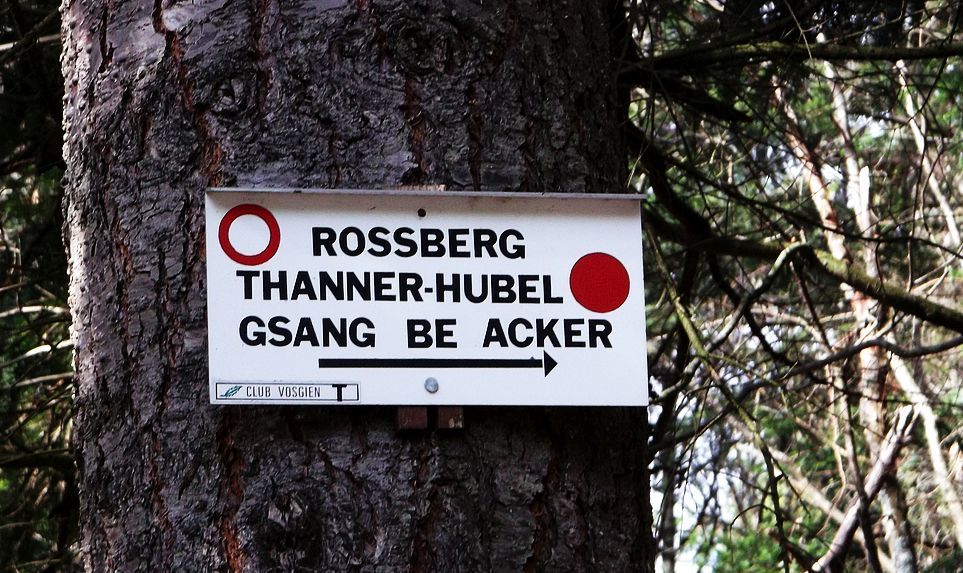 ROSSBERG
THANNER-HUBEL
GSANG BE ACKER
CLUB VOSGIEN T